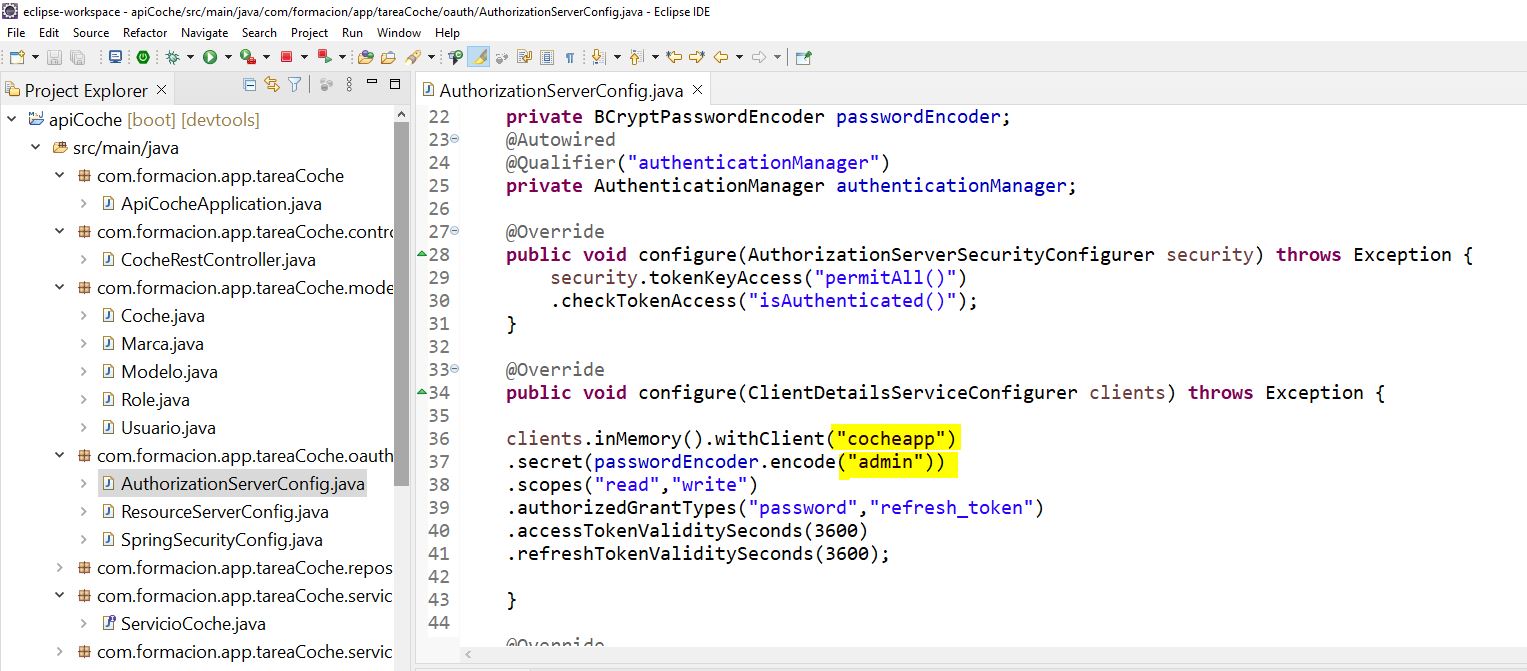 eclipse-workspace - apiCoche/src/main/java/com/formacion/app/tareaCoche/oauth/AuthorizationServerConfig.java - Eclipse IDE
File Edit Source Refactor Navigate Search Project Run Window Help
Project Explorer
apiCoche [boot] [devtools]
src/main/java
com.formacion.app.tareaCoche
ApiCocheApplication.java
com.formacion.app.tareaCoche.contro
CocheRestController.java
com.formacion.app.tareaCoche.mode
Coche.java
Marca.java
Modelo.java
Role.java
Usuario.java
com.formacion.app.tareaCoche.oauth
AuthorizationServerConfig.java
ResourceServerConfig.java
SpringSecurityConfig.java
com.formacion.app.tareaCoche.repos
com.formacion.app.tareaCoche.servic
ServicioCoche.java
com.formacion.app.tareaCoche.servic
AuthorizationServerConfig.java
22 private BCryptPasswordEncoder passwordEncoder;
23 @Autowired
24 @Qualifier("authenticationManager")
25 private AuthenticationManager authenticationManager;
26
27 @Override
28 public void configure(AuthorizationServerSecurityConfigurer security) throws Exception {
29 security.tokenKeyAccess("permitAll()")
30 .checkTokenAccess("isAuthenticated()");
31 }
32
33 @Override
34 public void configure(ClientDetailsServiceConfigurer clients) throws Exception {
35
36 clients.inMemory().withClient("cocheapp")
37 .secret(passwordEncoder.encode("admin"))
38 .scopes("read","write")
39 .authorizedGrantTypes("password","refresh_token")
40 .accessTokenValiditySeconds(3600)
41 .refreshTokenValiditySeconds(3600);
42
43 }
44
@Override